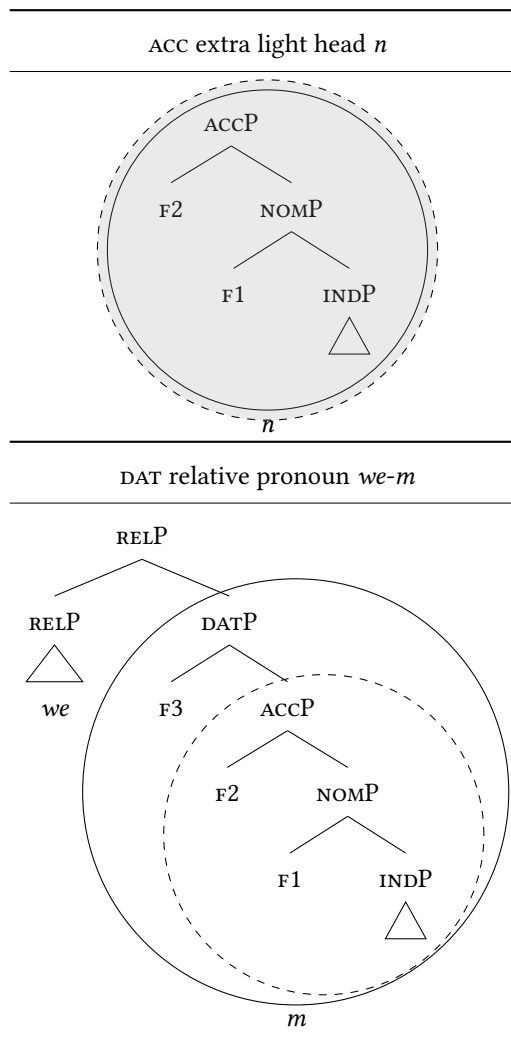 ACC extra light head n
ACCP
F2 NOMP
F1 INDP
n
DAT relative pronoun we-m
RELP
RELP DATP
we F3 ACCP
F2 NOMP
F1 INDP
m